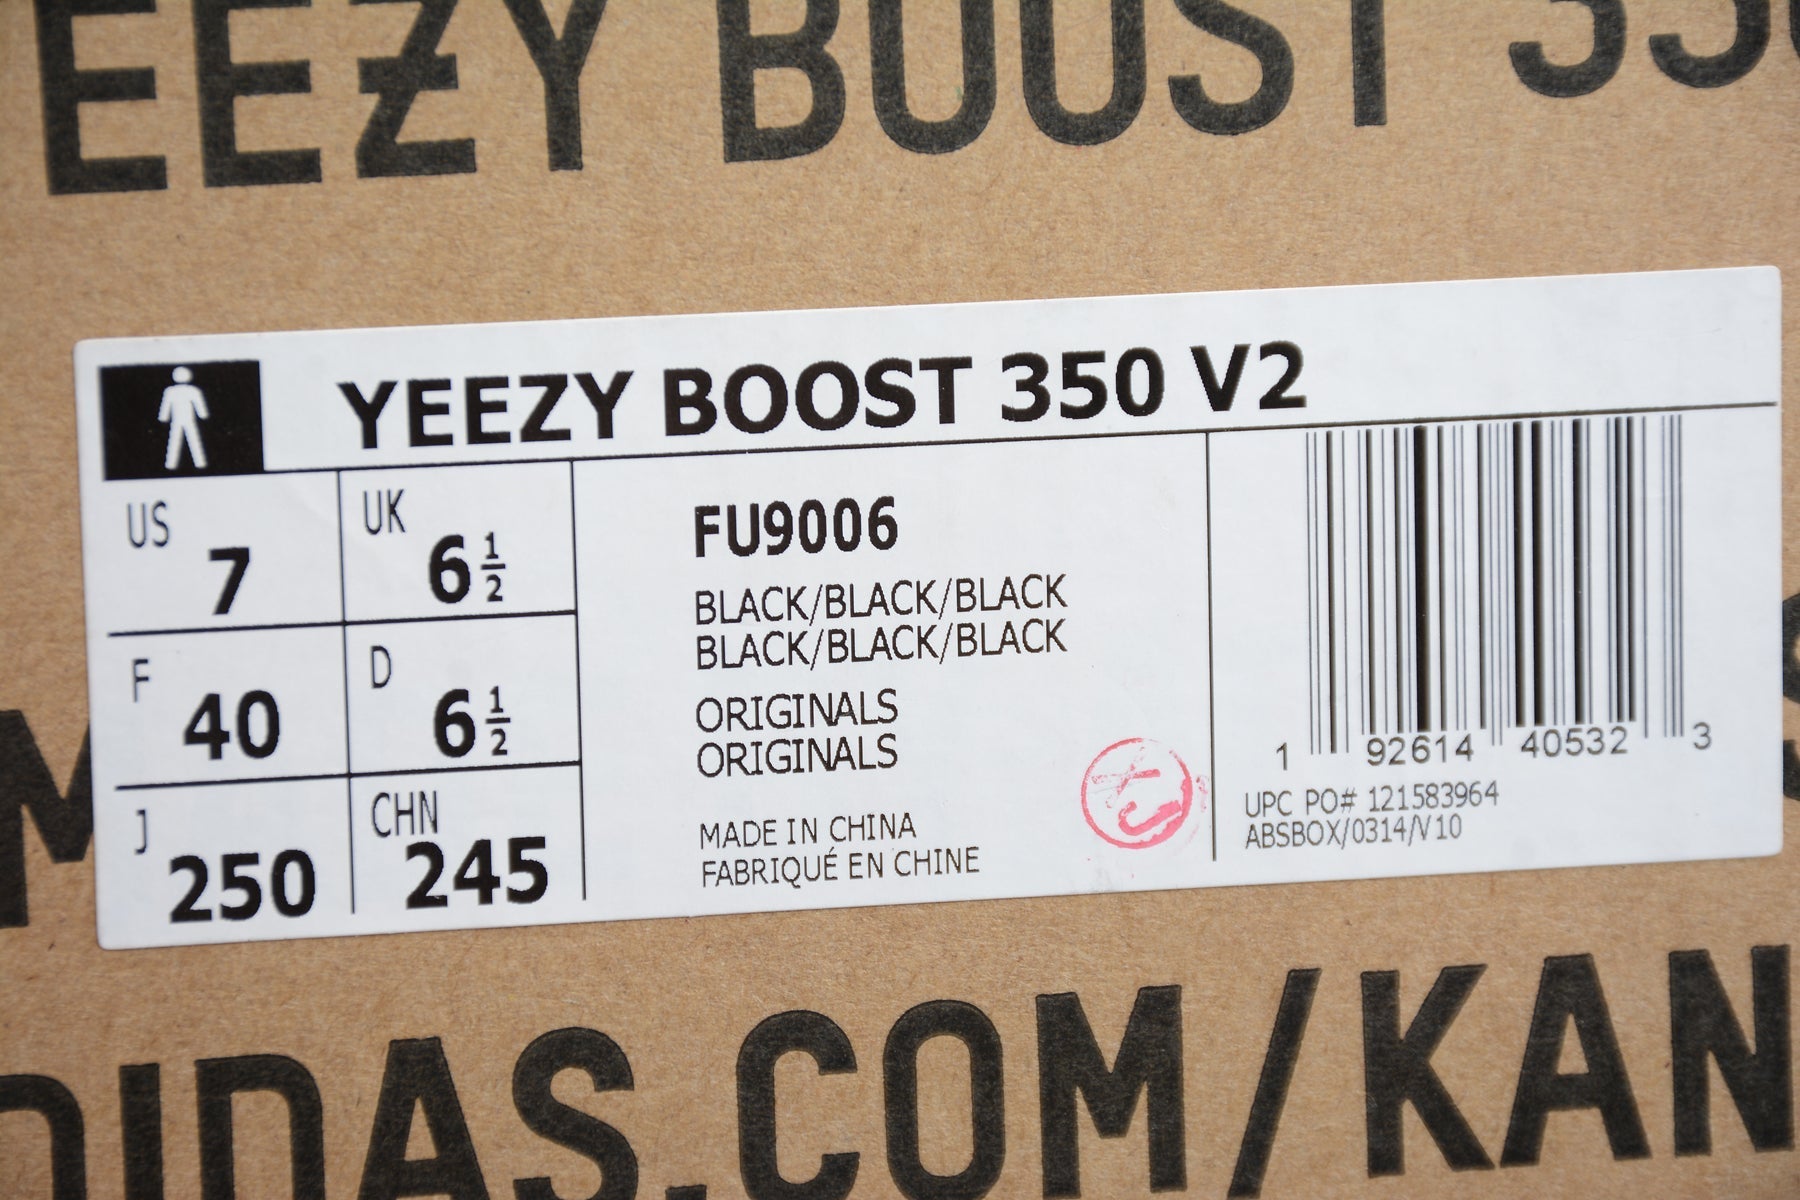 EEZY BOOST 35
YEEZY BOOST 350 V2
US 7
UK 6 1/2
F 40
D 6 1/2
J 250
CHN 245
FU9006
BLACK/BLACK/BLACK
BLACK/BLACK/BLACK
ORIGINALS
ORIGINALS
MADE IN CHINA
FABRIQUÉ EN CHINE
1 92614 40532 3
UPC PO# 121583964
ABSBOX/0314/V10
M
DIDAS.COM/KAN